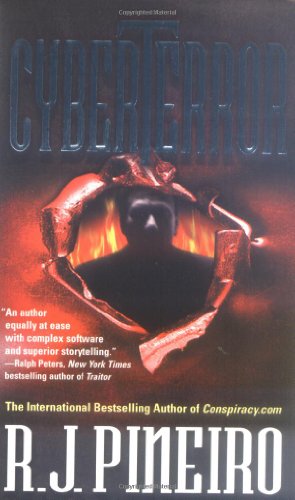 CYBERTERROR
"An author
equally at ease
with complex software
and superior storytelling."
—Ralph Peters, New York Times
bestselling author of Traitor
The International Bestselling Author of Conspiracy.com
R.J. PINEIRO